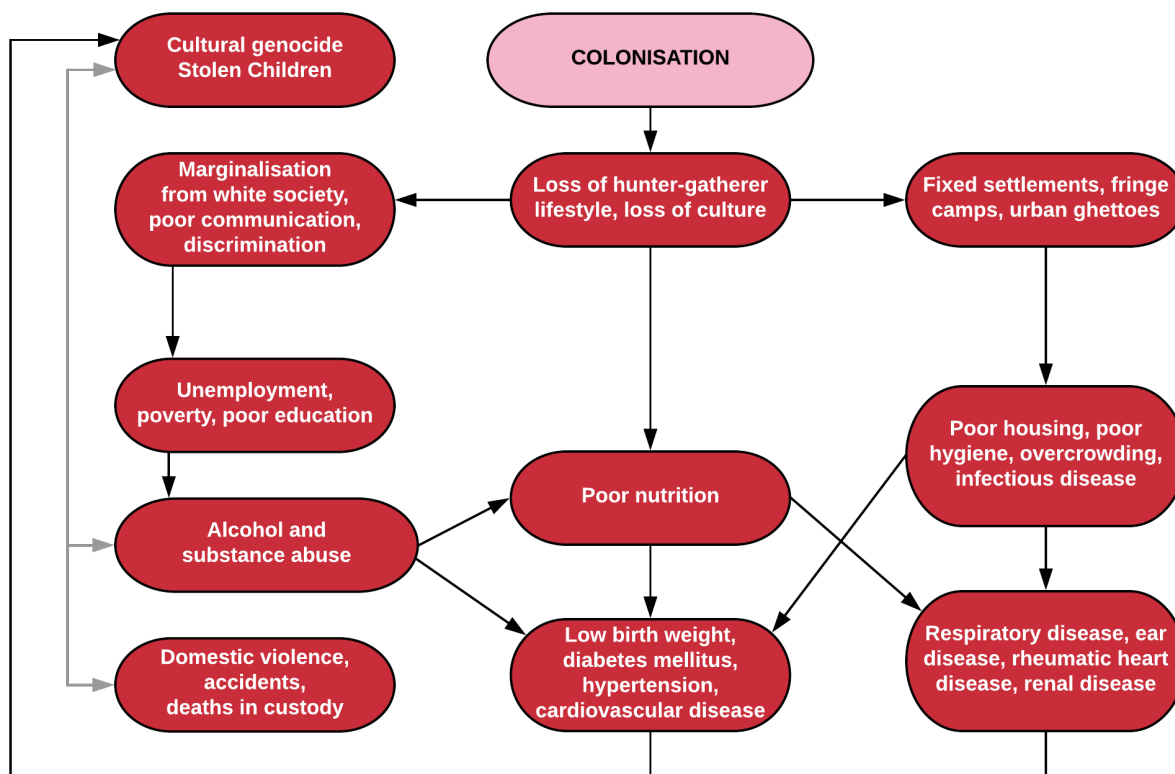 Cultural genocide
Stolen Children
COLONISATION
Marginalisation
from white society,
poor communication,
discrimination
Loss of hunter-gatherer
lifestyle, loss of culture
Fixed settlements, fringe
camps, urban ghettoes
Unemployment,
poverty, poor education
Poor housing, poor
hygiene, overcrowding,
infectious disease
Poor nutrition
Alcohol and
substance abuse
Low birth weight,
diabetes mellitus,
hypertension,
cardiovascular disease
Respiratory disease, ear
disease, rheumatic heart
disease, renal disease
Domestic violence,
accidents,
deaths in custody